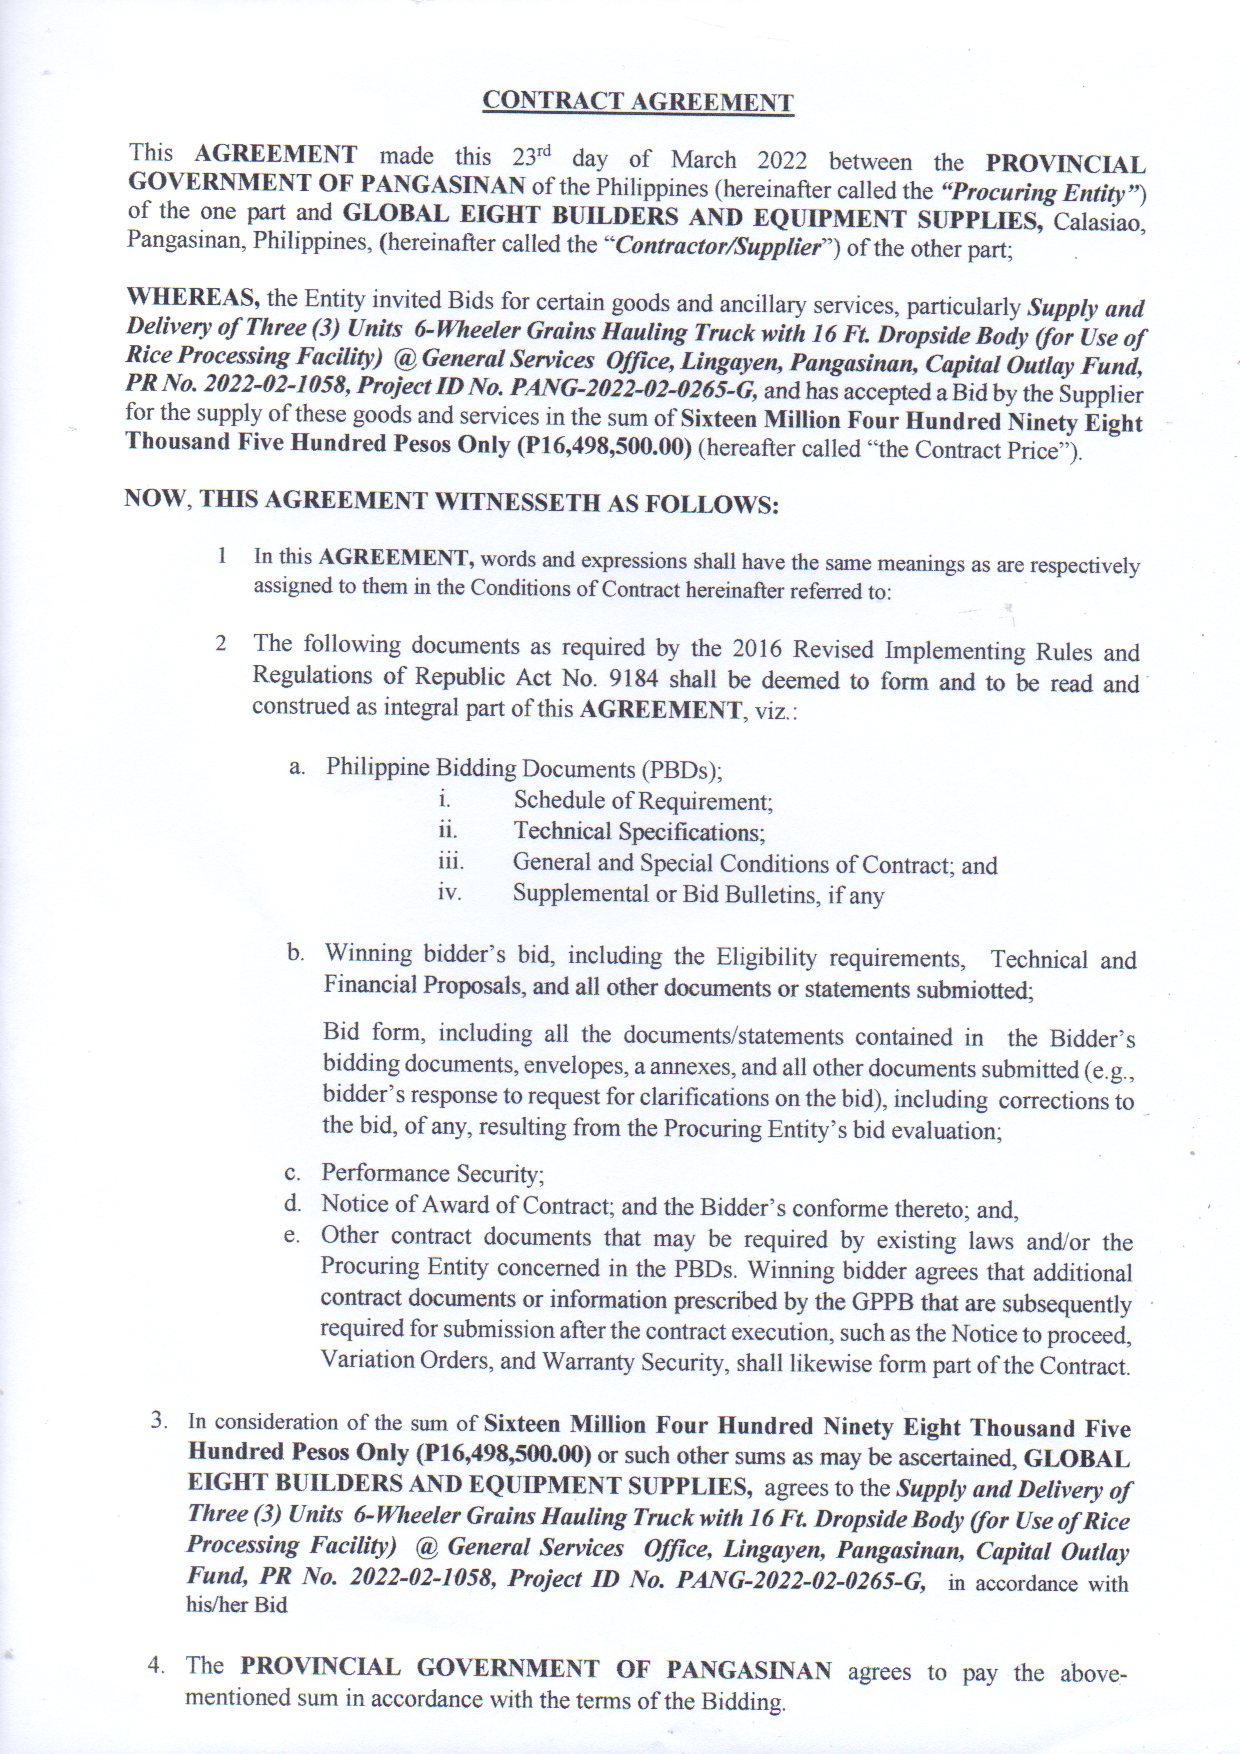 CONTRACT AGREEMENT
This AGREEMENT made this 23rd day of March 2022 between the PROVINCIAL
GOVERNMENT OF PANGASINAN of the Philippines (hereinafter called the “Procuring Entity”)
of the one part and GLOBAL EIGHT BUILDERS AND EQUIPMENT SUPPLIES, Calasiao,
Pangasinan, Philippines, (hereinafter called the “Contractor/Supplier”) of the other part;
WHEREAS, the Entity invited Bids for certain goods and ancillary services, particularly Supply and
Delivery of Three (3) Units 6-Wheeler Grains Hauling Truck with 16 Ft. Dropside Body (for Use of
Rice Processing Facility) @ General Services Office, Lingayen, Pangasinan, Capital Outlay Fund,
PR No. 2022-02-1058, Project ID No. PANG-2022-02-0265-G, and has accepted a Bid by the Supplier
for the supply of these goods and services in the sum of Sixteen Million Four Hundred Ninety Eight
Thousand Five Hundred Pesos Only (P16,498,500.00) (hereafter called “the Contract Price”).
NOW, THIS AGREEMENT WITNESSETH AS FOLLOWS:
1 In this AGREEMENT, words and expressions shall have the same meanings as are respectively
assigned to them in the Conditions of Contract hereinafter referred to:
2 The following documents as required by the 2016 Revised Implementing Rules and
Regulations of Republic Act No. 9184 shall be deemed to form and to be read and
construed as integral part of this AGREEMENT, viz.:
a. Philippine Bidding Documents (PBDs);
i. Schedule of Requirement;
ii. Technical Specifications;
iii. General and Special Conditions of Contract; and
iv. Supplemental or Bid Bulletins, if any
b. Winning bidder’s bid, including the Eligibility requirements, Technical and
Financial Proposals, and all other documents or statements submiotted;
Bid form, including all the documents/statements contained in the Bidder’s
bidding documents, envelopes, a annexes, and all other documents submitted (e.g.,
bidder’s response to request for clarifications on the bid), including corrections to
the bid, of any, resulting from the Procuring Entity’s bid evaluation;
c. Performance Security;
d. Notice of Award of Contract; and the Bidder’s conforme thereto; and,
e. Other contract documents that may be required by existing laws and/or the
Procuring Entity concerned in the PBDs. Winning bidder agrees that additional
contract documents or information prescribed by the GPPB that are subsequently
required for submission after the contract execution, such as the Notice to proceed,
Variation Orders, and Warranty Security, shall likewise form part of the Contract.
3. In consideration of the sum of Sixteen Million Four Hundred Ninety Eight Thousand Five
Hundred Pesos Only (P16,498,500.00) or such other sums as may be ascertained, GLOBAL
EIGHT BUILDERS AND EQUIPMENT SUPPLIES, agrees to the Supply and Delivery of
Three (3) Units 6-Wheeler Grains Hauling Truck with 16 Ft. Dropside Body (for Use of Rice
Processing Facility) @ General Services Office, Lingayen, Pangasinan, Capital Outlay
Fund, PR No. 2022-02-1058, Project ID No. PANG-2022-02-0265-G, in accordance with
his/her Bid
4. The PROVINCIAL GOVERNMENT OF PANGASINAN agrees to pay the above-
mentioned sum in accordance with the terms of the Bidding.